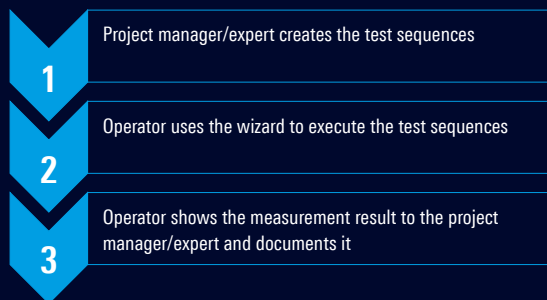 Project manager/expert creates the test sequences
1
Operator uses the wizard to execute the test sequences
2
Operator shows the measurement result to the project
manager/expert and documents it
3